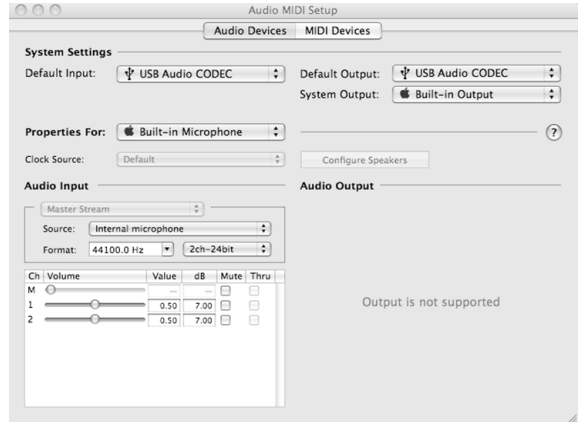 Audio MIDI Setup
Audio Devices MIDI Devices
System Settings
Default Input: USB Audio CODEC
Default Output: USB Audio CODEC
System Output: Built-in Output
Properties For: Built-in Microphone
?
Clock Source: Default
Configure Speakers
Audio Input
Audio Output
Master Stream
Source: Internal microphone
Format: 44100.0 Hz 2ch-24bit
Ch Volume Value dB Mute Thru
M — —
1 0.50 7.00
2 0.50 7.00
Output is not supported